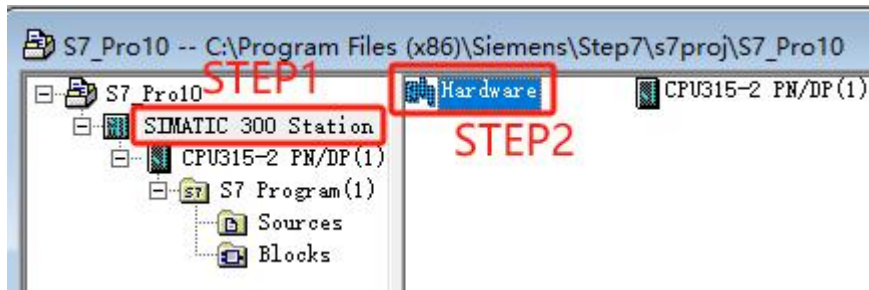 S7_Pro10 -- C:\Program Files (x86)\Siemens\Step7\s7proj\S7_Pro10
S7_Pro10
STEP1
Hardware
CPU315-2 PN/DP(1)
SIMATIC 300 Station
STEP2
CPU315-2 PN/DP(1)
S7 S7 Program(1)
Sources
Blocks